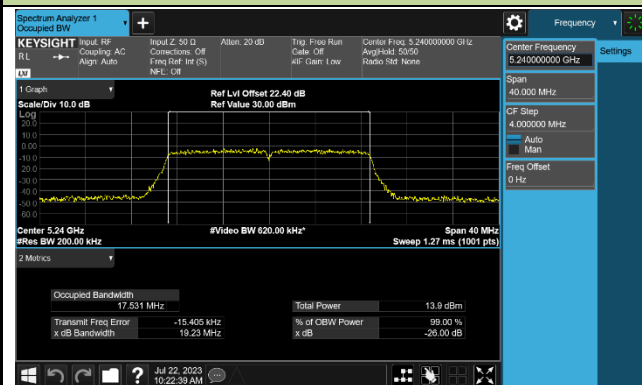 Spectrum Analyzer 1
Occupied BW
+
Frequency
KEYSIGHT
RL
Input: RF
Coupling: AC
Align: Auto
Input Z: 50 Ω
Corrections: Off
Freq Ref: Int (S)
NFE: Off
Atten: 20 dB
Trig: Free Run
Gate: Off
#IF Gain: Low
Center Freq: 5.240000000 GHz
Avg|Hold: 50/50
Radio Std: None
LXI
1 Graph
Scale/Div 10.0 dB
Ref Lvl Offset 22.40 dB
Ref Value 30.00 dBm
Log
20.0
10.0
0.00
-10.0
-20.0
-30.0
-40.0
-50.0
-60.0
Center 5.24 GHz
#Res BW 200.00 kHz
#Video BW 620.00 kHz*
Span 40 MHz
Sweep 1.27 ms (1001 pts)
2 Metrics
Occupied Bandwidth
17.531 MHz
Total Power 13.9 dBm
Transmit Freq Error -15.405 kHz
% of OBW Power 99.00 %
x dB Bandwidth 19.23 MHz
x dB -26.00 dB
Jul 22, 2023
10:22:39 AM
Center Frequency
5.240000000 GHz
Settings
Span
40.000 MHz
CF Step
4.000000 MHz
Auto
Man
Freq Offset
0 Hz